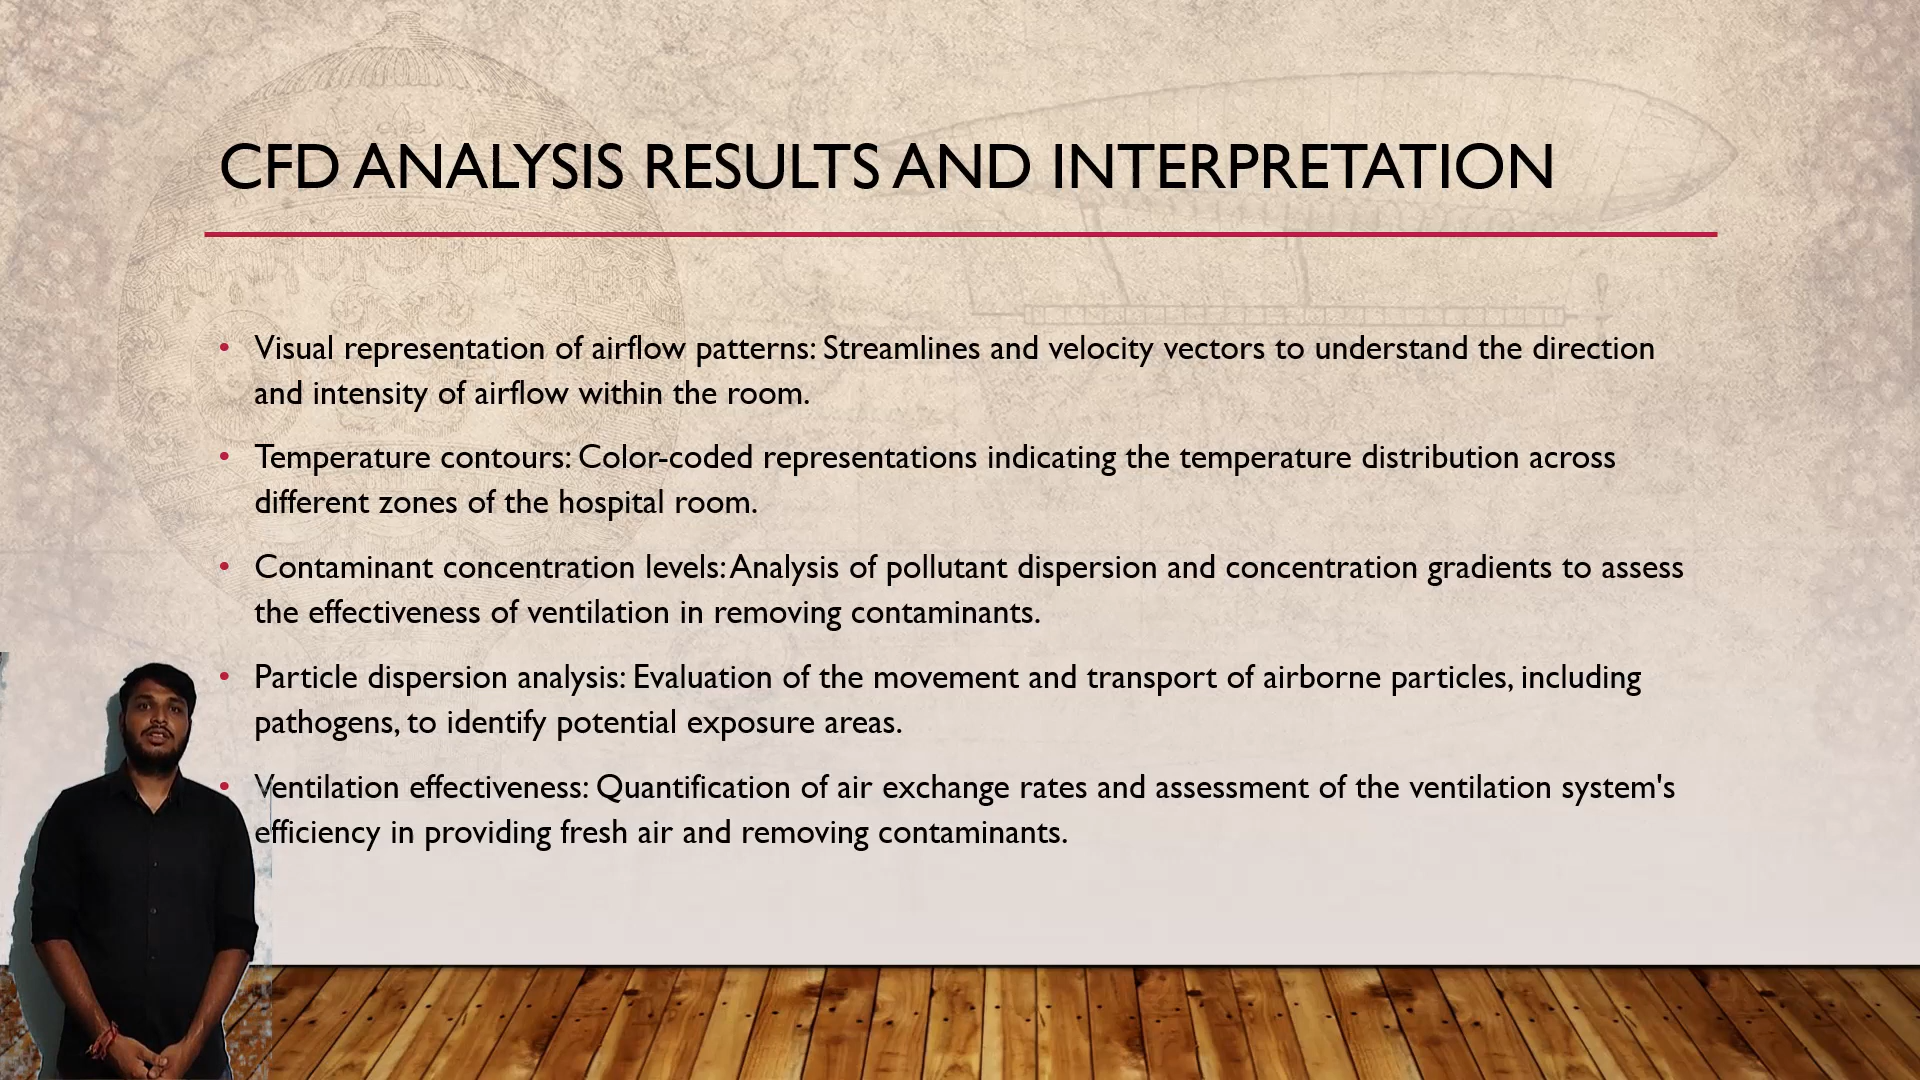 CFD ANALYSIS RESULTS AND INTERPRETATION
• Visual representation of airflow patterns: Streamlines and velocity vectors to understand the direction
and intensity of airflow within the room.
• Temperature contours: Color-coded representations indicating the temperature distribution across
different zones of the hospital room.
• Contaminant concentration levels: Analysis of pollutant dispersion and concentration gradients to assess
the effectiveness of ventilation in removing contaminants.
• Particle dispersion analysis: Evaluation of the movement and transport of airborne particles, including
pathogens, to identify potential exposure areas.
• Ventilation effectiveness: Quantification of air exchange rates and assessment of the ventilation system's
efficiency in providing fresh air and removing contaminants.